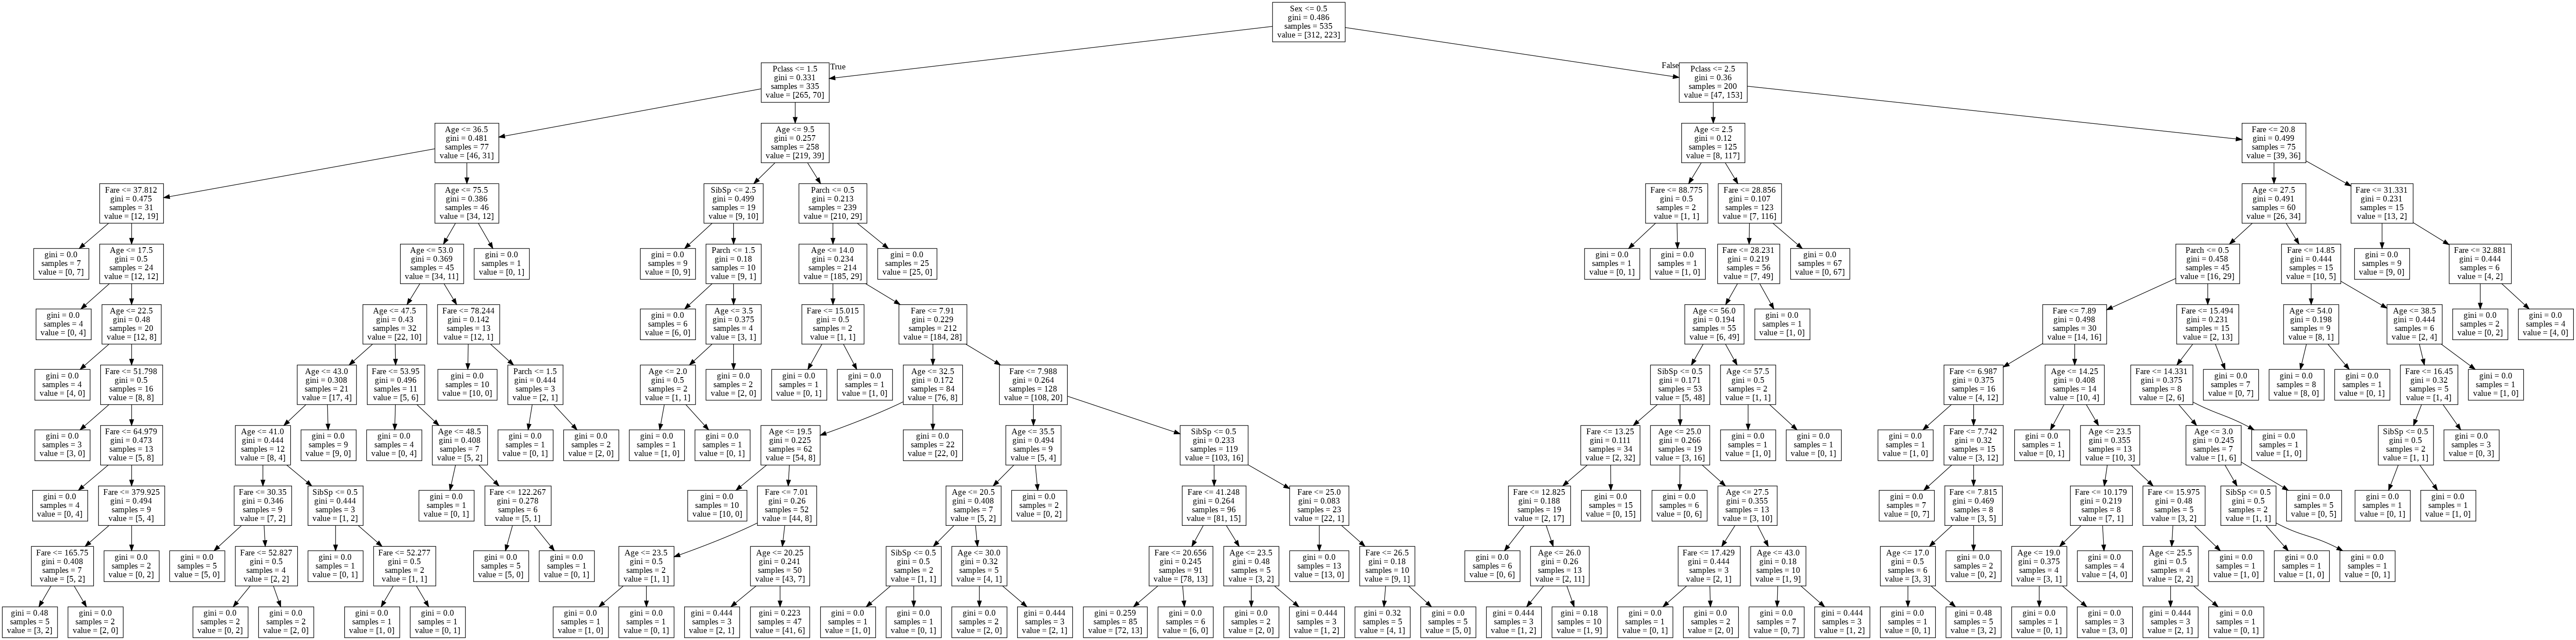 Sex <= 0.5
gini = 0.486
samples = 535
value = [312, 223]
True
False
Pclass <= 1.5
gini = 0.331
samples = 335
value = [265, 70]
Pclass <= 2.5
gini = 0.36
samples = 200
value = [47, 153]
Age <= 36.5
gini = 0.481
samples = 77
value = [46, 31]
Age <= 9.5
gini = 0.257
samples = 258
value = [219, 39]
Age <= 2.5
gini = 0.12
samples = 125
value = [8, 117]
Fare <= 20.8
gini = 0.499
samples = 75
value = [39, 36]
Fare <= 37.812
gini = 0.475
samples = 31
value = [12, 19]
Age <= 75.5
gini = 0.386
samples = 46
value = [34, 12]
SibSp <= 2.5
gini = 0.499
samples = 19
value = [9, 10]
Parch <= 0.5
gini = 0.213
samples = 239
value = [210, 29]
Fare <= 88.775
gini = 0.5
samples = 2
value = [1, 1]
Fare <= 28.856
gini = 0.107
samples = 123
value = [7, 116]
Age <= 27.5
gini = 0.491
samples = 60
value = [26, 34]
Fare <= 31.331
gini = 0.231
samples = 15
value = [13, 2]
gini = 0.0
samples = 7
value = [0, 7]
Age <= 17.5
gini = 0.5
samples = 24
value = [12, 12]
Age <= 53.0
gini = 0.369
samples = 45
value = [34, 11]
gini = 0.0
samples = 1
value = [0, 1]
gini = 0.0
samples = 9
value = [0, 9]
Parch <= 1.5
gini = 0.18
samples = 10
value = [9, 1]
Age <= 14.0
gini = 0.234
samples = 214
value = [185, 29]
gini = 0.0
samples = 25
value = [25, 0]
gini = 0.0
samples = 1
value = [0, 1]
gini = 0.0
samples = 1
value = [1, 0]
Fare <= 28.231
gini = 0.219
samples = 56
value = [7, 49]
gini = 0.0
samples = 67
value = [0, 67]
Parch <= 0.5
gini = 0.458
samples = 45
value = [16, 29]
Fare <= 14.85
gini = 0.444
samples = 15
value = [10, 5]
gini = 0.0
samples = 9
value = [9, 0]
Fare <= 32.881
gini = 0.444
samples = 6
value = [4, 2]
gini = 0.0
samples = 4
value = [0, 4]
Age <= 22.5
gini = 0.48
samples = 20
value = [12, 8]
Age <= 47.5
gini = 0.43
samples = 32
value = [22, 10]
Fare <= 78.244
gini = 0.142
samples = 13
value = [12, 1]
gini = 0.0
samples = 6
value = [6, 0]
Age <= 3.5
gini = 0.375
samples = 4
value = [3, 1]
Fare <= 15.015
gini = 0.5
samples = 2
value = [1, 1]
Fare <= 7.91
gini = 0.229
samples = 212
value = [184, 28]
Age <= 56.0
gini = 0.194
samples = 55
value = [6, 49]
gini = 0.0
samples = 1
value = [1, 0]
Fare <= 7.89
gini = 0.498
samples = 30
value = [14, 16]
Fare <= 15.494
gini = 0.231
samples = 15
value = [2, 13]
Age <= 54.0
gini = 0.198
samples = 9
value = [8, 1]
Age <= 38.5
gini = 0.444
samples = 6
value = [2, 4]
gini = 0.0
samples = 2
value = [0, 2]
gini = 0.0
samples = 4
value = [4, 0]
gini = 0.0
samples = 4
value = [4, 0]
Fare <= 51.798
gini = 0.5
samples = 16
value = [8, 8]
Age <= 43.0
gini = 0.308
samples = 21
value = [17, 4]
Fare <= 53.95
gini = 0.496
samples = 11
value = [5, 6]
gini = 0.0
samples = 10
value = [10, 0]
Parch <= 1.5
gini = 0.444
samples = 3
value = [2, 1]
Age <= 2.0
gini = 0.5
samples = 2
value = [1, 1]
gini = 0.0
samples = 2
value = [2, 0]
gini = 0.0
samples = 1
value = [0, 1]
gini = 0.0
samples = 1
value = [1, 0]
Age <= 32.5
gini = 0.172
samples = 84
value = [76, 8]
Fare <= 7.988
gini = 0.264
samples = 128
value = [108, 20]
SibSp <= 0.5
gini = 0.171
samples = 53
value = [5, 48]
Age <= 57.5
gini = 0.5
samples = 2
value = [1, 1]
Fare <= 6.987
gini = 0.375
samples = 16
value = [4, 12]
Age <= 14.25
gini = 0.408
samples = 14
value = [10, 4]
Fare <= 14.331
gini = 0.375
samples = 8
value = [2, 6]
gini = 0.0
samples = 7
value = [0, 7]
gini = 0.0
samples = 8
value = [8, 0]
gini = 0.0
samples = 1
value = [0, 1]
Fare <= 16.45
gini = 0.32
samples = 5
value = [1, 4]
gini = 0.0
samples = 1
value = [1, 0]
gini = 0.0
samples = 3
value = [3, 0]
Fare <= 64.979
gini = 0.473
samples = 13
value = [5, 8]
Age <= 41.0
gini = 0.444
samples = 12
value = [8, 4]
gini = 0.0
samples = 9
value = [9, 0]
gini = 0.0
samples = 4
value = [0, 4]
Age <= 48.5
gini = 0.408
samples = 7
value = [5, 2]
gini = 0.0
samples = 1
value = [0, 1]
gini = 0.0
samples = 2
value = [2, 0]
gini = 0.0
samples = 1
value = [1, 0]
gini = 0.0
samples = 1
value = [0, 1]
Age <= 19.5
gini = 0.225
samples = 62
value = [54, 8]
gini = 0.0
samples = 22
value = [22, 0]
Age <= 35.5
gini = 0.494
samples = 9
value = [5, 4]
SibSp <= 0.5
gini = 0.233
samples = 119
value = [103, 16]
Fare <= 13.25
gini = 0.111
samples = 34
value = [2, 32]
Age <= 25.0
gini = 0.266
samples = 19
value = [3, 16]
gini = 0.0
samples = 1
value = [1, 0]
gini = 0.0
samples = 1
value = [0, 1]
gini = 0.0
samples = 1
value = [1, 0]
Fare <= 7.742
gini = 0.32
samples = 15
value = [3, 12]
gini = 0.0
samples = 1
value = [0, 1]
Age <= 23.5
gini = 0.355
samples = 13
value = [10, 3]
Age <= 3.0
gini = 0.245
samples = 7
value = [1, 6]
gini = 0.0
samples = 1
value = [1, 0]
SibSp <= 0.5
gini = 0.5
samples = 2
value = [1, 1]
gini = 0.0
samples = 3
value = [0, 3]
gini = 0.0
samples = 4
value = [0, 4]
Fare <= 379.925
gini = 0.494
samples = 9
value = [5, 4]
Fare <= 30.35
gini = 0.346
samples = 9
value = [7, 2]
SibSp <= 0.5
gini = 0.444
samples = 3
value = [1, 2]
gini = 0.0
samples = 1
value = [0, 1]
Fare <= 122.267
gini = 0.278
samples = 6
value = [5, 1]
gini = 0.0
samples = 10
value = [10, 0]
Fare <= 7.01
gini = 0.26
samples = 52
value = [44, 8]
Age <= 20.5
gini = 0.408
samples = 7
value = [5, 2]
gini = 0.0
samples = 2
value = [0, 2]
Fare <= 41.248
gini = 0.264
samples = 96
value = [81, 15]
Fare <= 25.0
gini = 0.083
samples = 23
value = [22, 1]
Fare <= 12.825
gini = 0.188
samples = 19
value = [2, 17]
gini = 0.0
samples = 15
value = [0, 15]
gini = 0.0
samples = 6
value = [0, 6]
Age <= 27.5
gini = 0.355
samples = 13
value = [3, 10]
gini = 0.0
samples = 7
value = [0, 7]
Fare <= 7.815
gini = 0.469
samples = 8
value = [3, 5]
Fare <= 10.179
gini = 0.219
samples = 8
value = [7, 1]
Fare <= 15.975
gini = 0.48
samples = 5
value = [3, 2]
SibSp <= 0.5
gini = 0.5
samples = 2
value = [1, 1]
gini = 0.0
samples = 5
value = [0, 5]
gini = 0.0
samples = 1
value = [0, 1]
gini = 0.0
samples = 1
value = [1, 0]
Fare <= 165.75
gini = 0.408
samples = 7
value = [5, 2]
gini = 0.0
samples = 2
value = [0, 2]
gini = 0.0
samples = 5
value = [5, 0]
Fare <= 52.827
gini = 0.5
samples = 4
value = [2, 2]
gini = 0.0
samples = 1
value = [0, 1]
Fare <= 52.277
gini = 0.5
samples = 2
value = [1, 1]
gini = 0.0
samples = 5
value = [5, 0]
gini = 0.0
samples = 1
value = [0, 1]
Age <= 23.5
gini = 0.5
samples = 2
value = [1, 1]
Age <= 20.25
gini = 0.241
samples = 50
value = [43, 7]
SibSp <= 0.5
gini = 0.5
samples = 2
value = [1, 1]
Age <= 30.0
gini = 0.32
samples = 5
value = [4, 1]
Fare <= 20.656
gini = 0.245
samples = 91
value = [78, 13]
Age <= 23.5
gini = 0.48
samples = 5
value = [3, 2]
gini = 0.0
samples = 13
value = [13, 0]
Fare <= 26.5
gini = 0.18
samples = 10
value = [9, 1]
gini = 0.0
samples = 6
value = [0, 6]
Age <= 26.0
gini = 0.26
samples = 13
value = [2, 11]
Fare <= 17.429
gini = 0.444
samples = 3
value = [2, 1]
Age <= 43.0
gini = 0.18
samples = 10
value = [1, 9]
Age <= 17.0
gini = 0.5
samples = 6
value = [3, 3]
gini = 0.0
samples = 2
value = [0, 2]
Age <= 19.0
gini = 0.375
samples = 4
value = [3, 1]
gini = 0.0
samples = 4
value = [4, 0]
Age <= 25.5
gini = 0.5
samples = 4
value = [2, 2]
gini = 0.0
samples = 1
value = [1, 0]
gini = 0.0
samples = 1
value = [1, 0]
gini = 0.0
samples = 1
value = [0, 1]
gini = 0.48
samples = 5
value = [3, 2]
gini = 0.0
samples = 2
value = [2, 0]
gini = 0.0
samples = 2
value = [0, 2]
gini = 0.0
samples = 2
value = [2, 0]
gini = 0.0
samples = 1
value = [1, 0]
gini = 0.0
samples = 1
value = [0, 1]
gini = 0.0
samples = 1
value = [1, 0]
gini = 0.0
samples = 1
value = [0, 1]
gini = 0.444
samples = 3
value = [2, 1]
gini = 0.223
samples = 47
value = [41, 6]
gini = 0.0
samples = 1
value = [1, 0]
gini = 0.0
samples = 1
value = [0, 1]
gini = 0.0
samples = 2
value = [2, 0]
gini = 0.444
samples = 3
value = [2, 1]
gini = 0.259
samples = 85
value = [72, 13]
gini = 0.0
samples = 6
value = [6, 0]
gini = 0.0
samples = 2
value = [2, 0]
gini = 0.444
samples = 3
value = [1, 2]
gini = 0.32
samples = 5
value = [4, 1]
gini = 0.0
samples = 5
value = [5, 0]
gini = 0.444
samples = 3
value = [1, 2]
gini = 0.18
samples = 10
value = [1, 9]
gini = 0.0
samples = 1
value = [0, 1]
gini = 0.0
samples = 2
value = [2, 0]
gini = 0.0
samples = 7
value = [0, 7]
gini = 0.444
samples = 3
value = [1, 2]
gini = 0.0
samples = 1
value = [0, 1]
gini = 0.48
samples = 5
value = [3, 2]
gini = 0.0
samples = 1
value = [0, 1]
gini = 0.0
samples = 3
value = [3, 0]
gini = 0.444
samples = 3
value = [2, 1]
gini = 0.0
samples = 1
value = [0, 1]